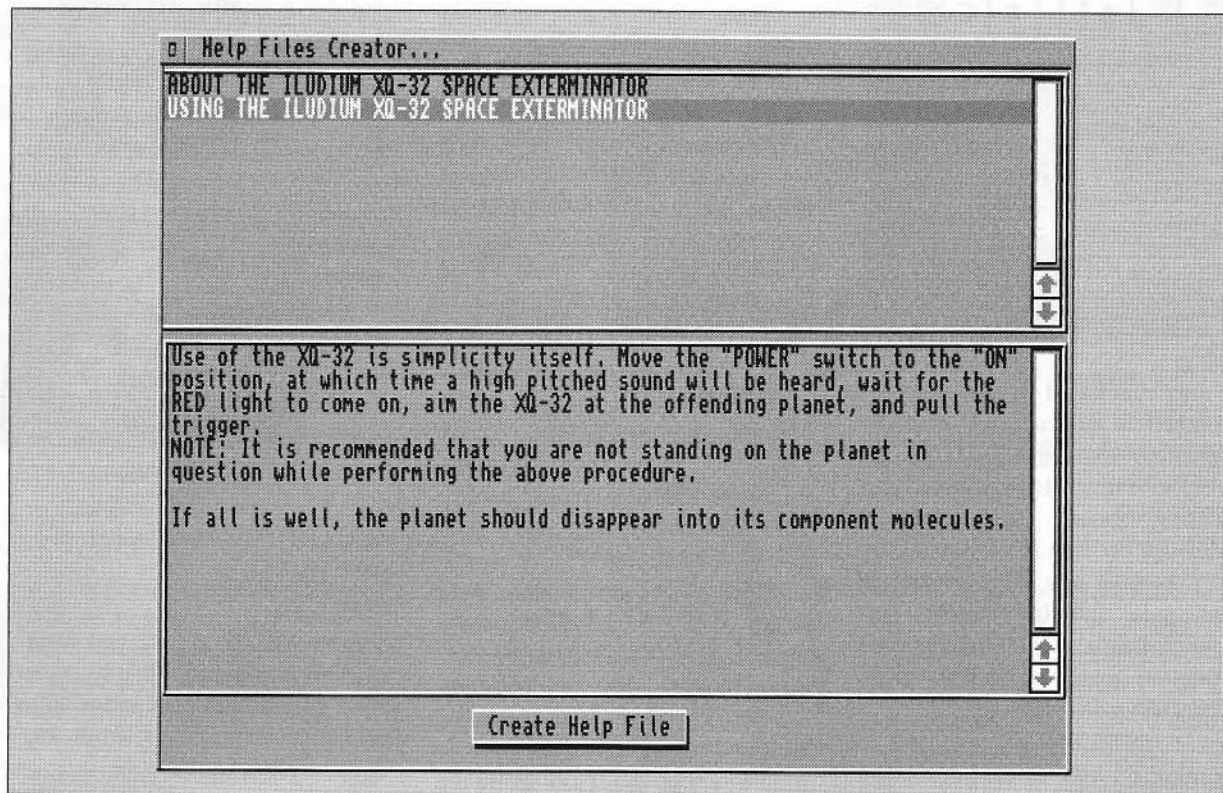 Help Files Creator...
ABOUT THE ILUDIUM XQ-32 SPACE EXTERMINATOR
USING THE ILUDIUM XQ-32 SPACE EXTERMINATOR
Use of the XQ-32 is simplicity itself. Move the "POWER" switch to the "ON"
position, at which time a high pitched sound will be heard, wait for the
RED light to come on, aim the XQ-32 at the offending planet, and pull the
trigger.
NOTE: It is recommended that you are not standing on the planet in
question while performing the above procedure.
If all is well, the planet should disappear into its component molecules.
Create Help File